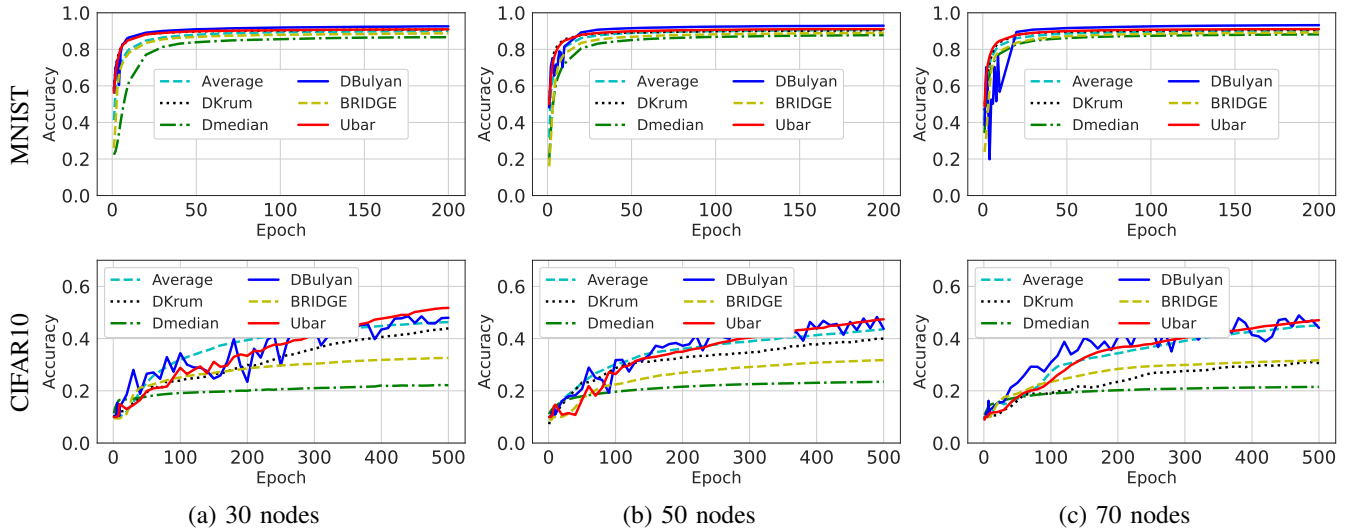 MNIST
Accuracy
1.0
0.8
0.6
0.4
0.2
0.0
Average DBulyan
DKrum BRIDGE
Dmedian Ubar
0 50 100 150 200
Epoch
Accuracy
1.0
0.8
0.6
0.4
0.2
0.0
Average DBulyan
DKrum BRIDGE
Dmedian Ubar
0 50 100 150 200
Epoch
Accuracy
1.0
0.8
0.6
0.4
0.2
0.0
Average DBulyan
DKrum BRIDGE
Dmedian Ubar
0 50 100 150 200
Epoch
CIFAR10
Accuracy
0.6
0.4
0.2
0.0
Average DBulyan
DKrum BRIDGE
Dmedian Ubar
0 100 200 300 400 500
Epoch
Accuracy
0.6
0.4
0.2
0.0
Average DBulyan
DKrum BRIDGE
Dmedian Ubar
0 100 200 300 400 500
Epoch
Accuracy
0.6
0.4
0.2
0.0
Average DBulyan
DKrum BRIDGE
Dmedian Ubar
0 100 200 300 400 500
Epoch
(a) 30 nodes
(b) 50 nodes
(c) 70 nodes